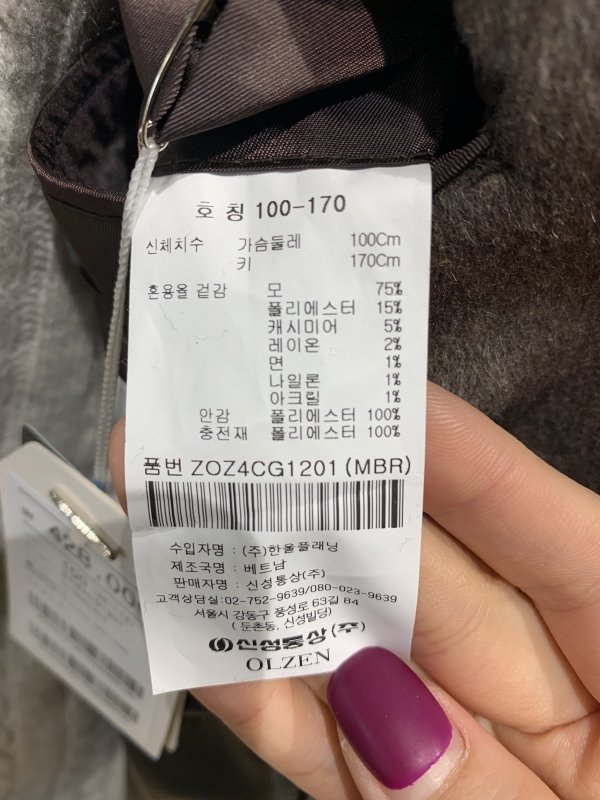 호 칭 100-170
신체치수 가슴둘레 100Cm
키 170Cm
혼용율 겉감 모 75%
폴리에스터 15%
캐시미어 5%
레이온 2%
면 1%
나일론 1%
아크릴 1%
안감 폴리에스터 100%
충전재 폴리에스터 100%
품번 ZOZ4CG1201 (MBR)
수입자명 : (주)한올플래닝
제조국명 : 베트남
판매자명 : 신성통상(주)
고객상담실:02-752-9639/080-023-9639
서울시 강동구 풍성로 63길 84
( 둔촌동, 신성빌딩)
신성통상(주)
OLZEN